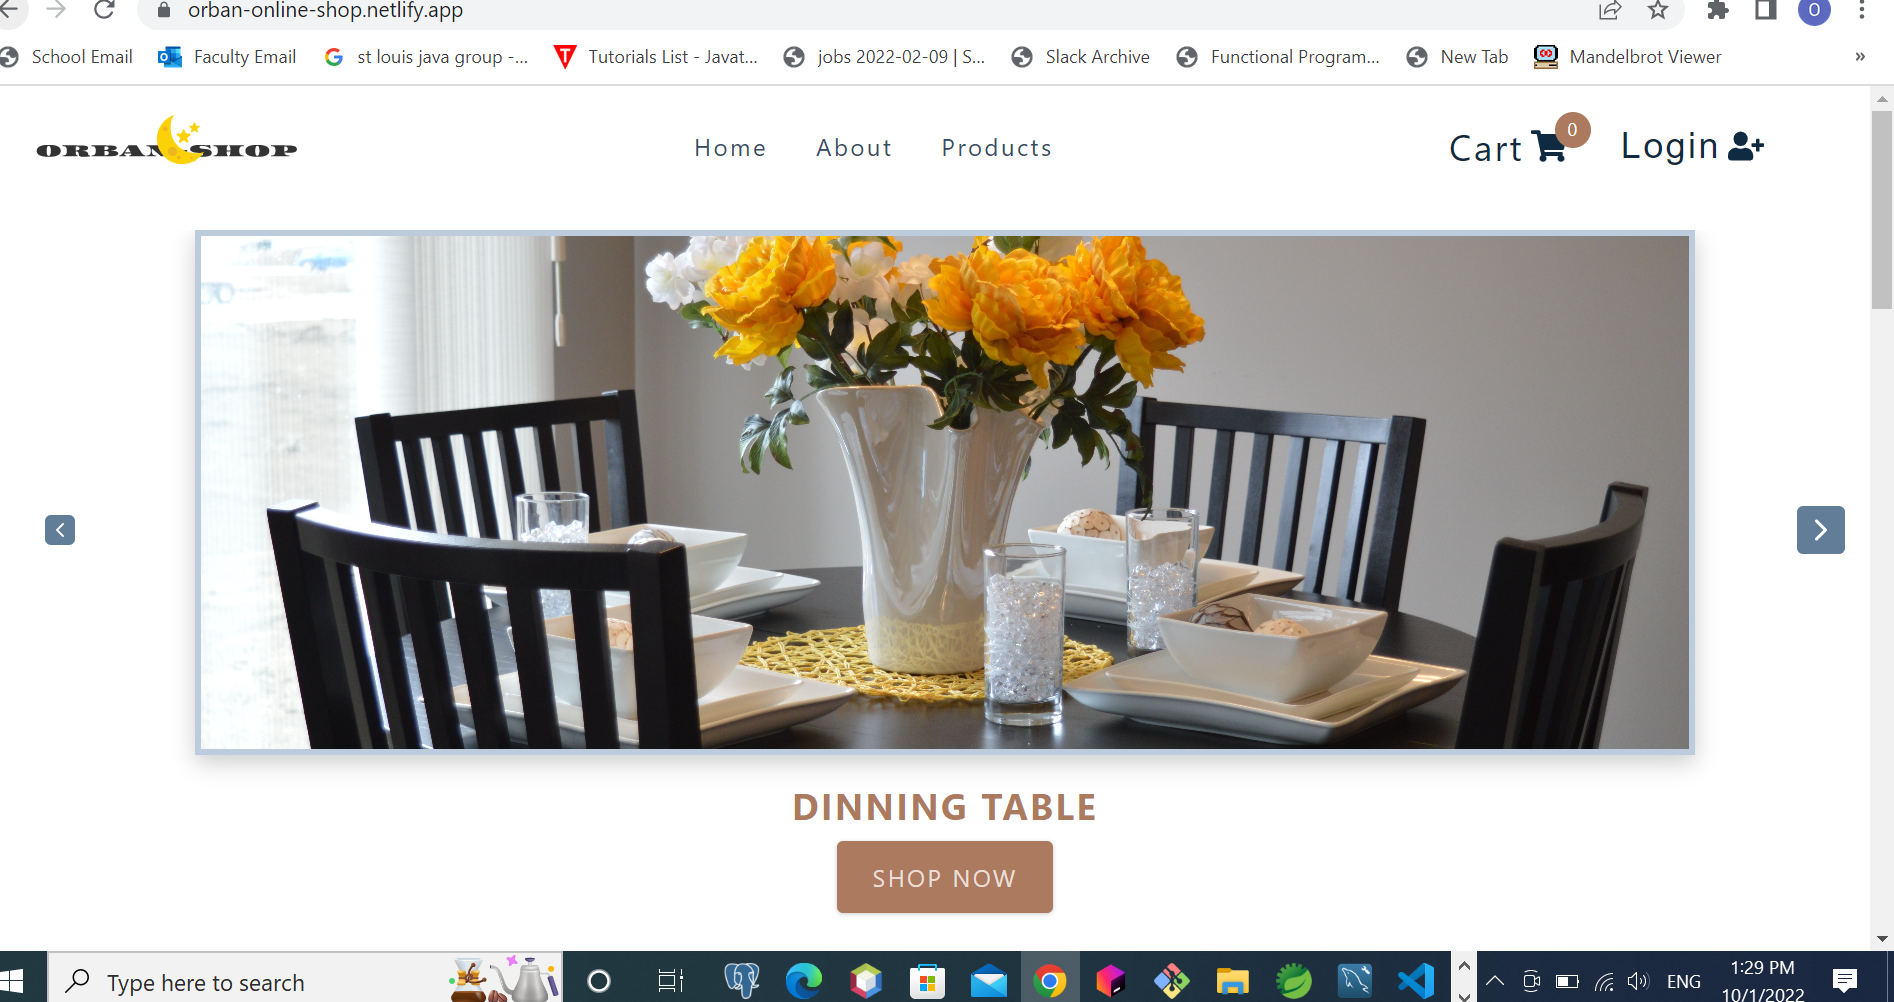 orban-online-shop.netlify.app
O
School Email
Faculty Email
st louis java group -...
Tutorials List - Javat...
jobs 2022-02-09 | S...
Slack Archive
Functional Program...
New Tab
Mandelbrot Viewer
»
ORBAN SHOP
Home
About
Products
Cart
0
Login
DINNING TABLE
SHOP NOW
Type here to search
ENG
1:29 PM
10/1/2022